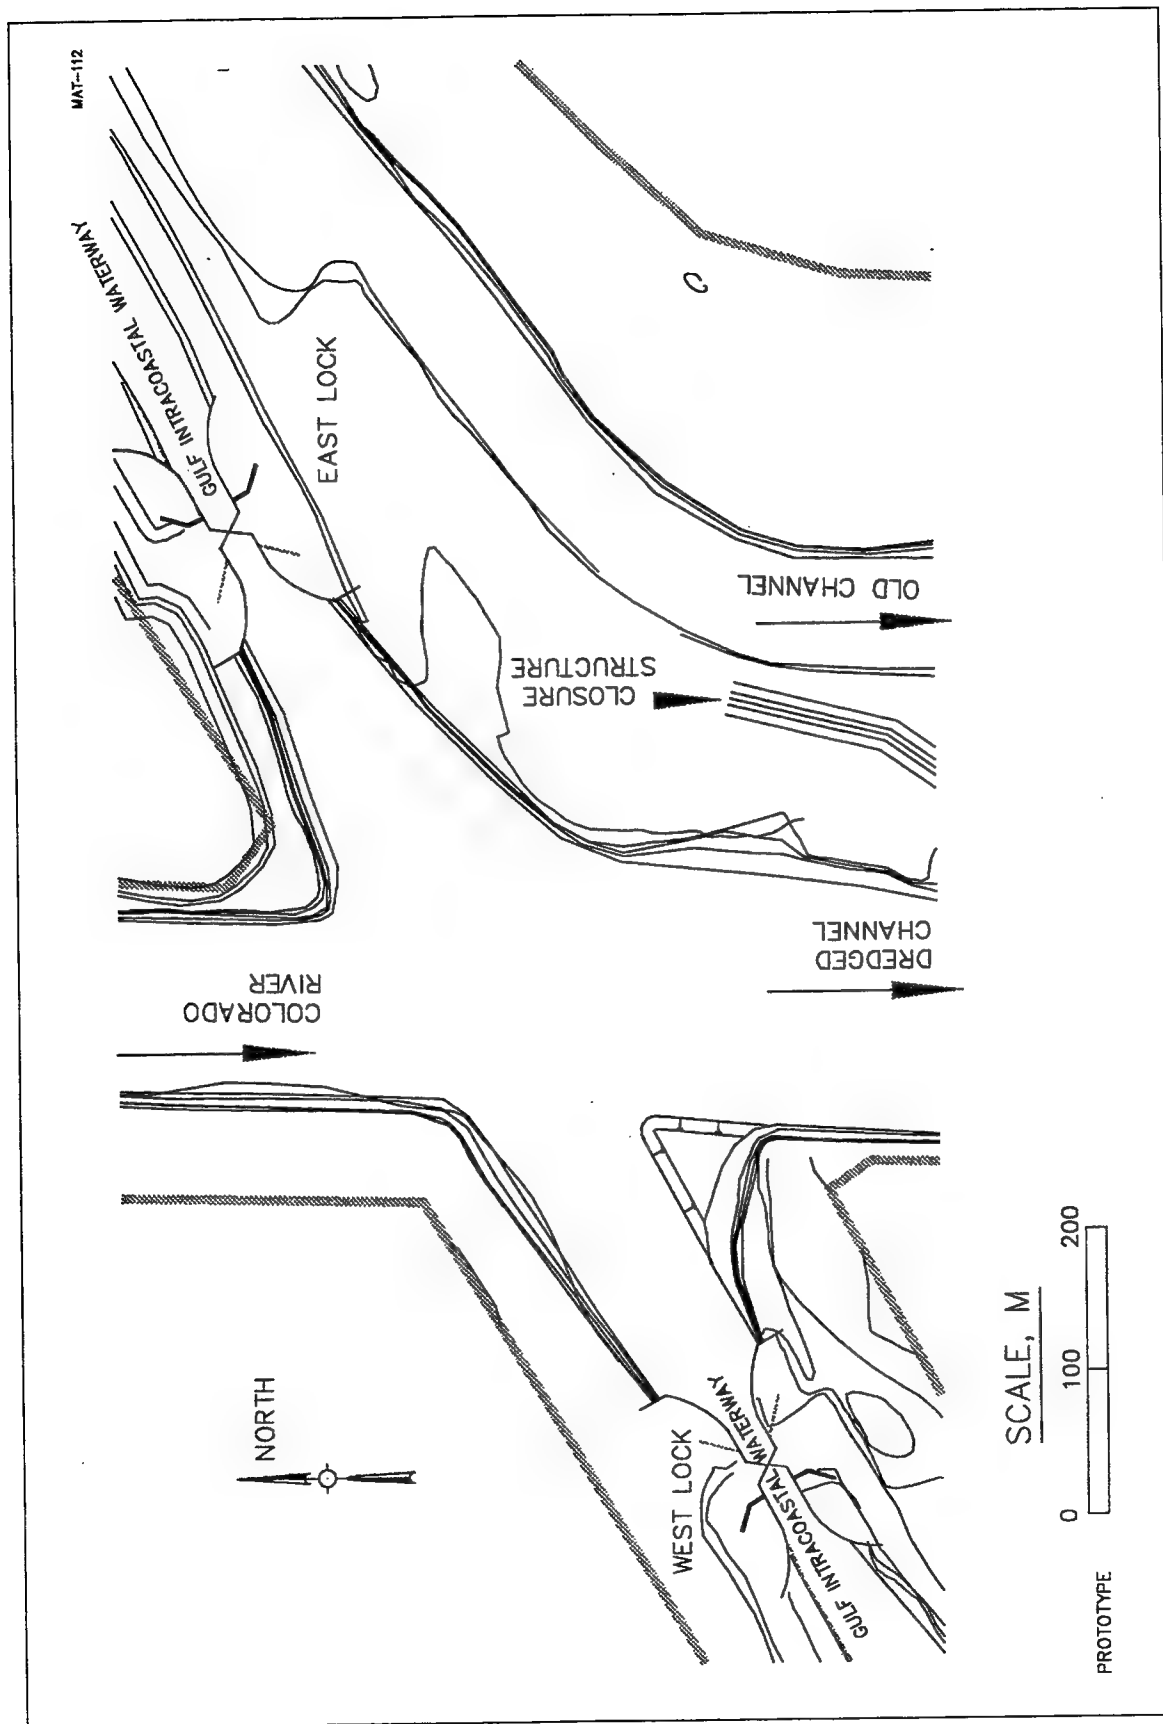 MAT-112
GULF INTRACOASTAL WATERWAY
EAST LOCK
OLD CHANNEL
CLOSURE
STRUCTURE
COLORADO
RIVER
DREDGED
CHANNEL
NORTH
WEST LOCK
GULF INTRACOASTAL WATERWAY
SCALE, M
0 100 200
PROTOTYPE